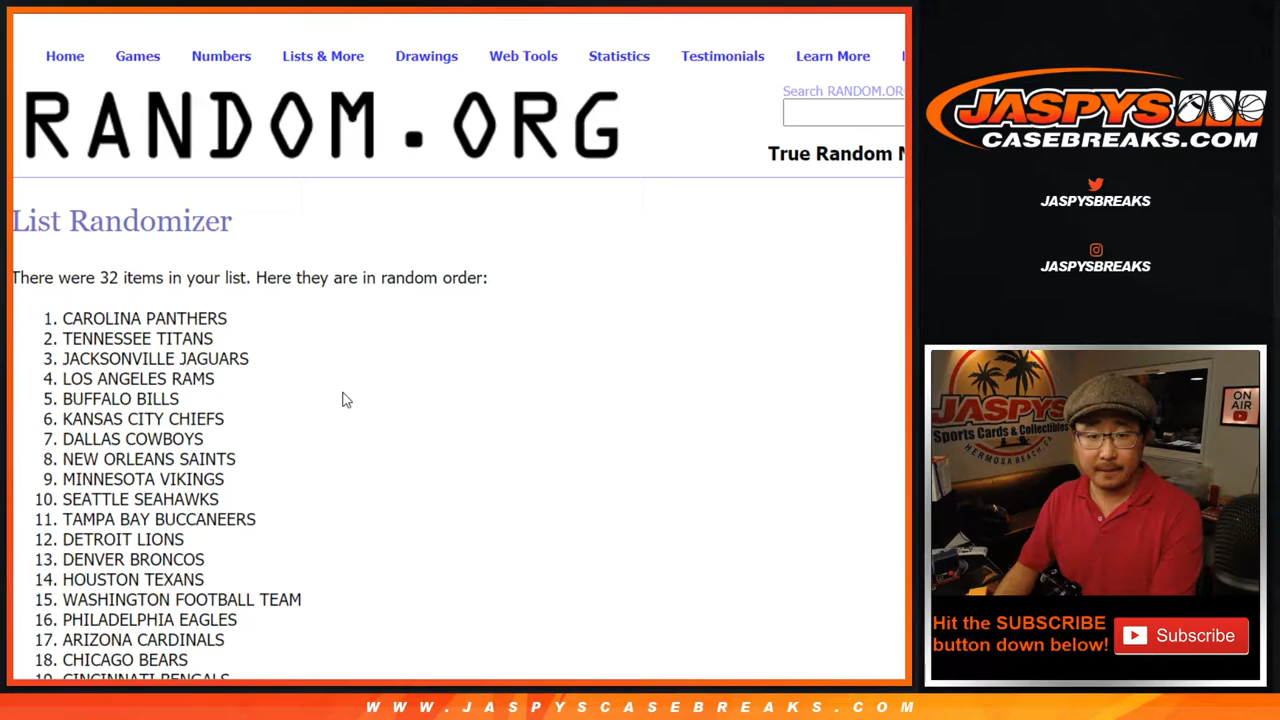 Home Games Numbers Lists & More Drawings Web Tools Statistics Testimonials Learn More
Search RANDOM.OR
RANDOM.ORG
True Random
List Randomizer
There were 32 items in your list. Here they are in random order:
1. CAROLINA PANTHERS
2. TENNESSEE TITANS
3. JACKSONVILLE JAGUARS
4. LOS ANGELES RAMS
5. BUFFALO BILLS
6. KANSAS CITY CHIEFS
7. DALLAS COWBOYS
8. NEW ORLEANS SAINTS
9. MINNESOTA VIKINGS
10. SEATTLE SEAHAWKS
11. TAMPA BAY BUCCANEERS
12. DETROIT LIONS
13. DENVER BRONCOS
14. HOUSTON TEXANS
15. WASHINGTON FOOTBALL TEAM
16. PHILADELPHIA EAGLES
17. ARIZONA CARDINALS
18. CHICAGO BEARS
19. CINCINNATI BENGALS
JASPYS
CASEBREAKS.COM
JASPYSBREAKS
JASPYSBREAKS
JASPYS
Sports Cards & Collectibles
HERMOSA BEACH, CA
ON
AIR
Hit the SUBSCRIBE
button down below!
Subscribe
WWW.JASPYSCASEBREAKS.COM